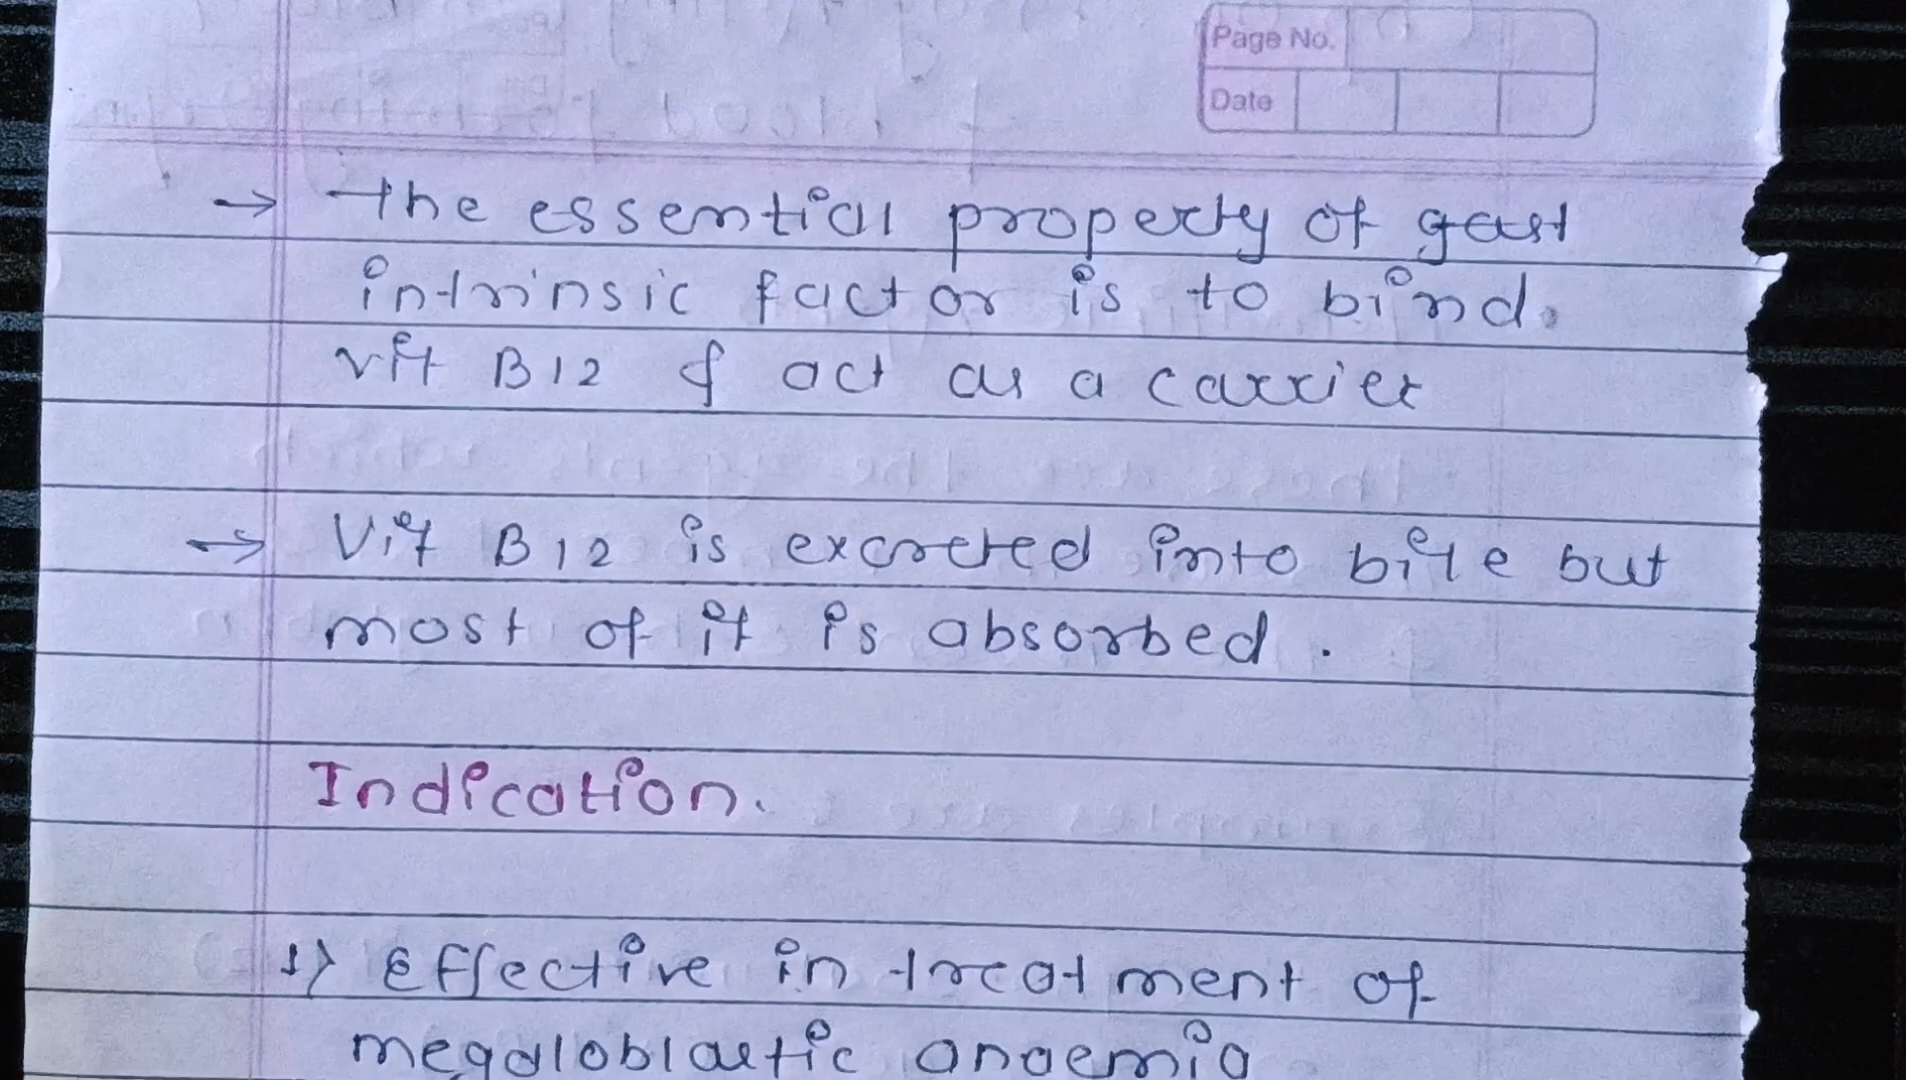 Page No.
Date
→ the essential property of gast
intrinsic factor is to bind.
vit B12 & act as a carrier
→ Vit B12 is excreted into bile but
most of it is absorbed.
Indication.
1) Effective in treatment of
megaloblastic anaemia